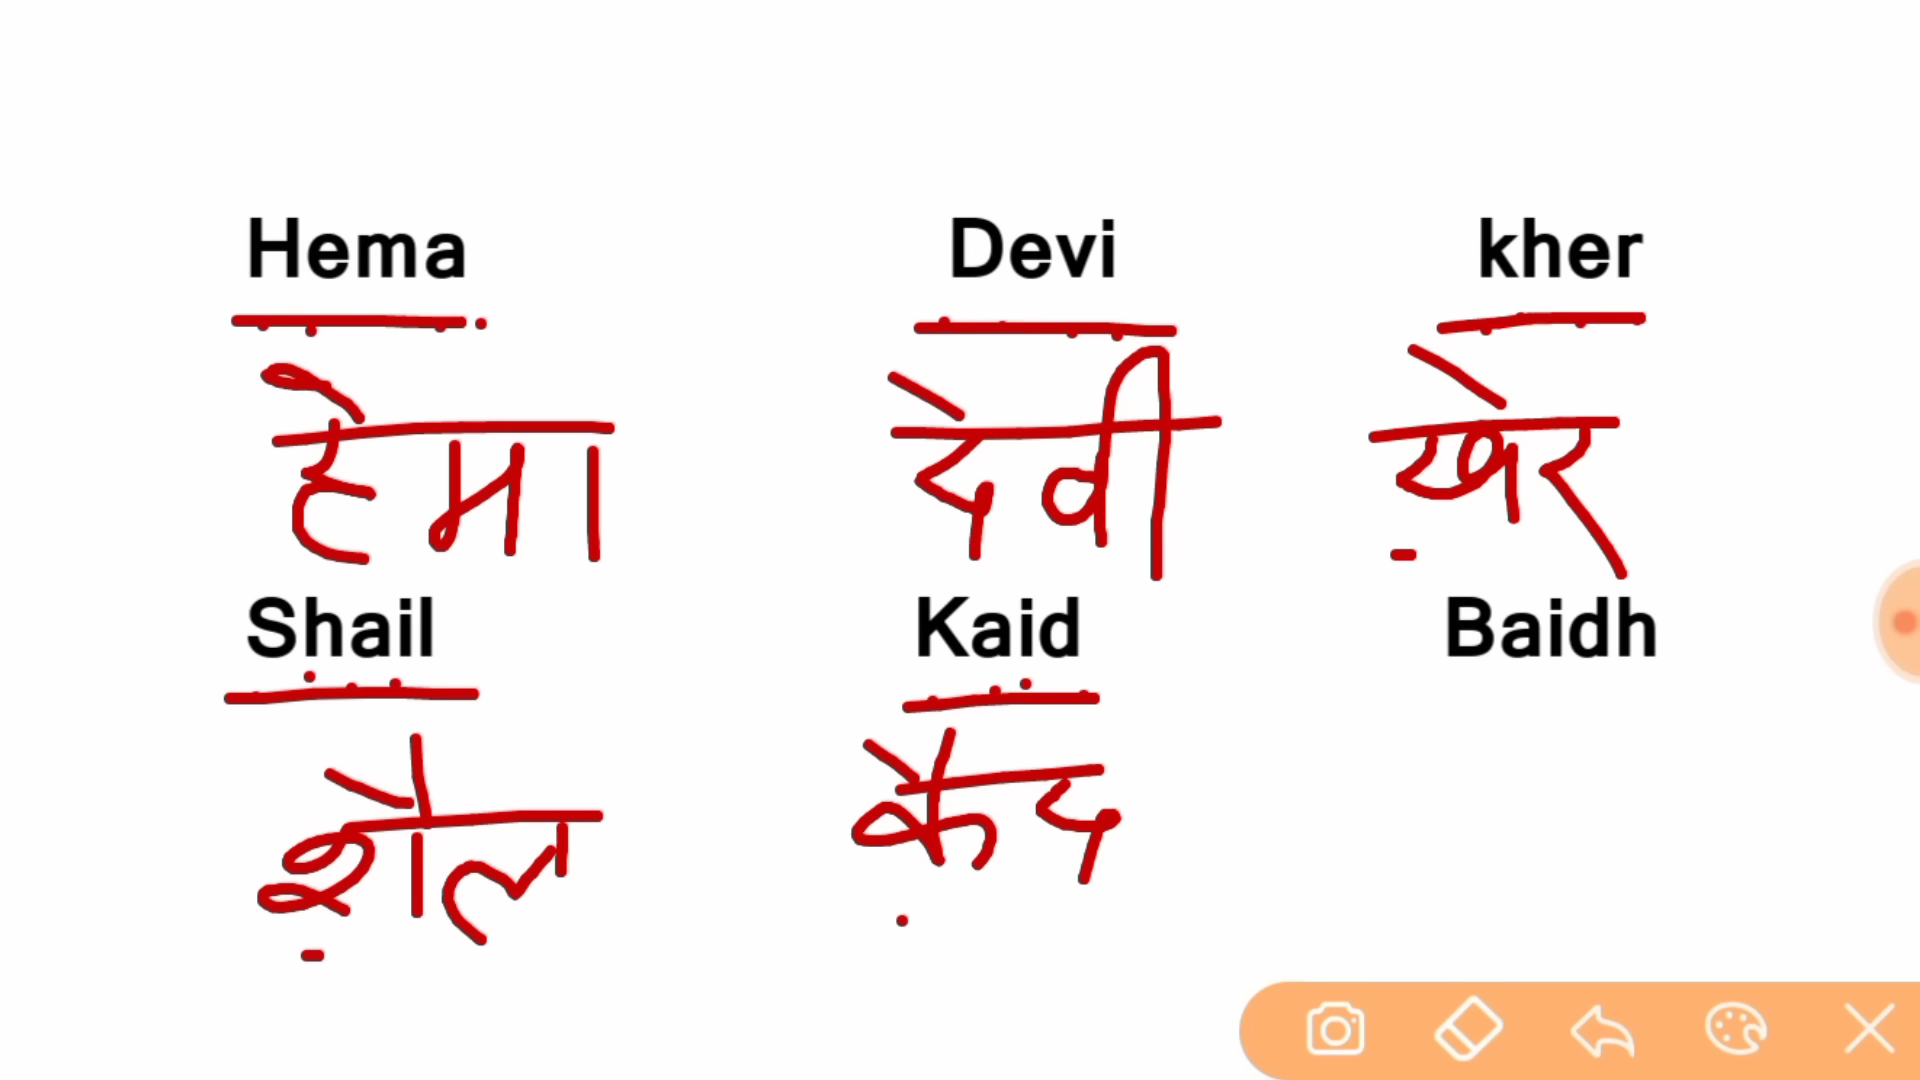 Hema Devi kher
हेमा देवी खेर
Shail Kaid Baidh
शैल कैद